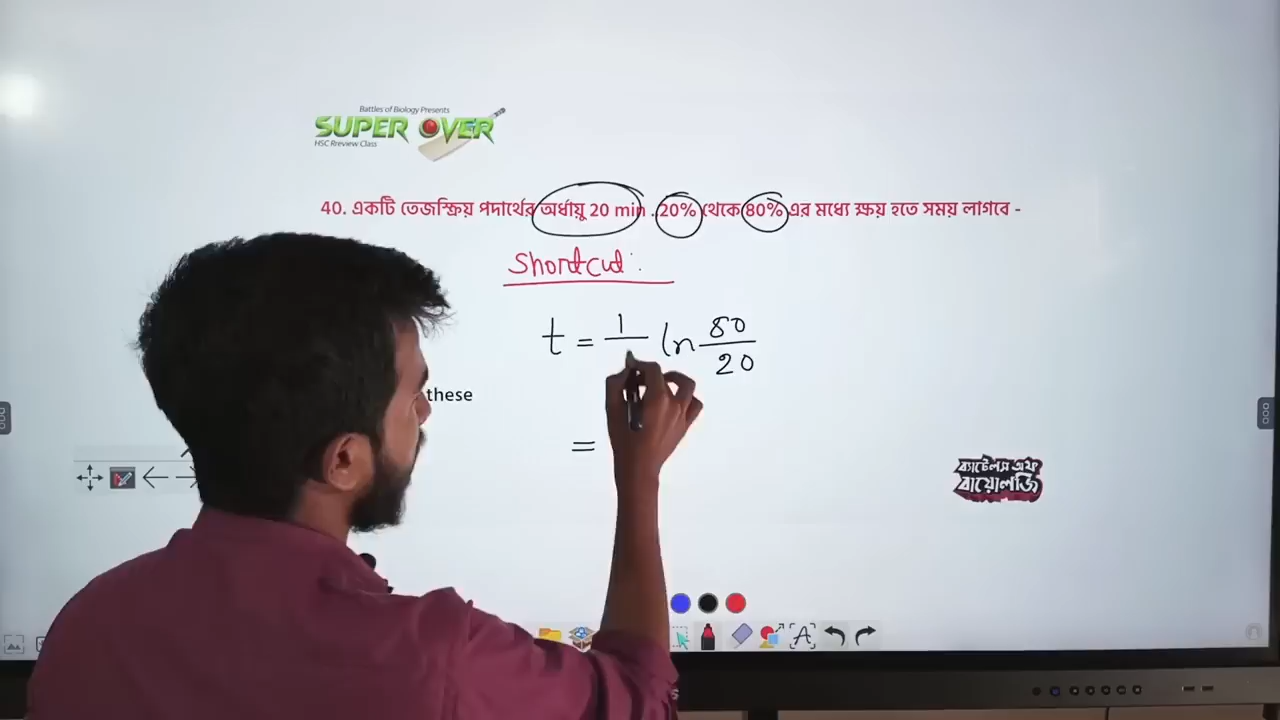 Battles of Biology Presents
SUPER OVER
HSC Rreview Class
40. একটি তেজস্ক্রিয় পদার্থের অর্ধায়ু 20 min . 20% থেকে 80% এর মধ্যে ক্ষয় হতে সময় লাগবে -
Shortcut:
t = 1 ln 80
20
these
=
ব্যাটেলস অফ
বায়োলজি
A